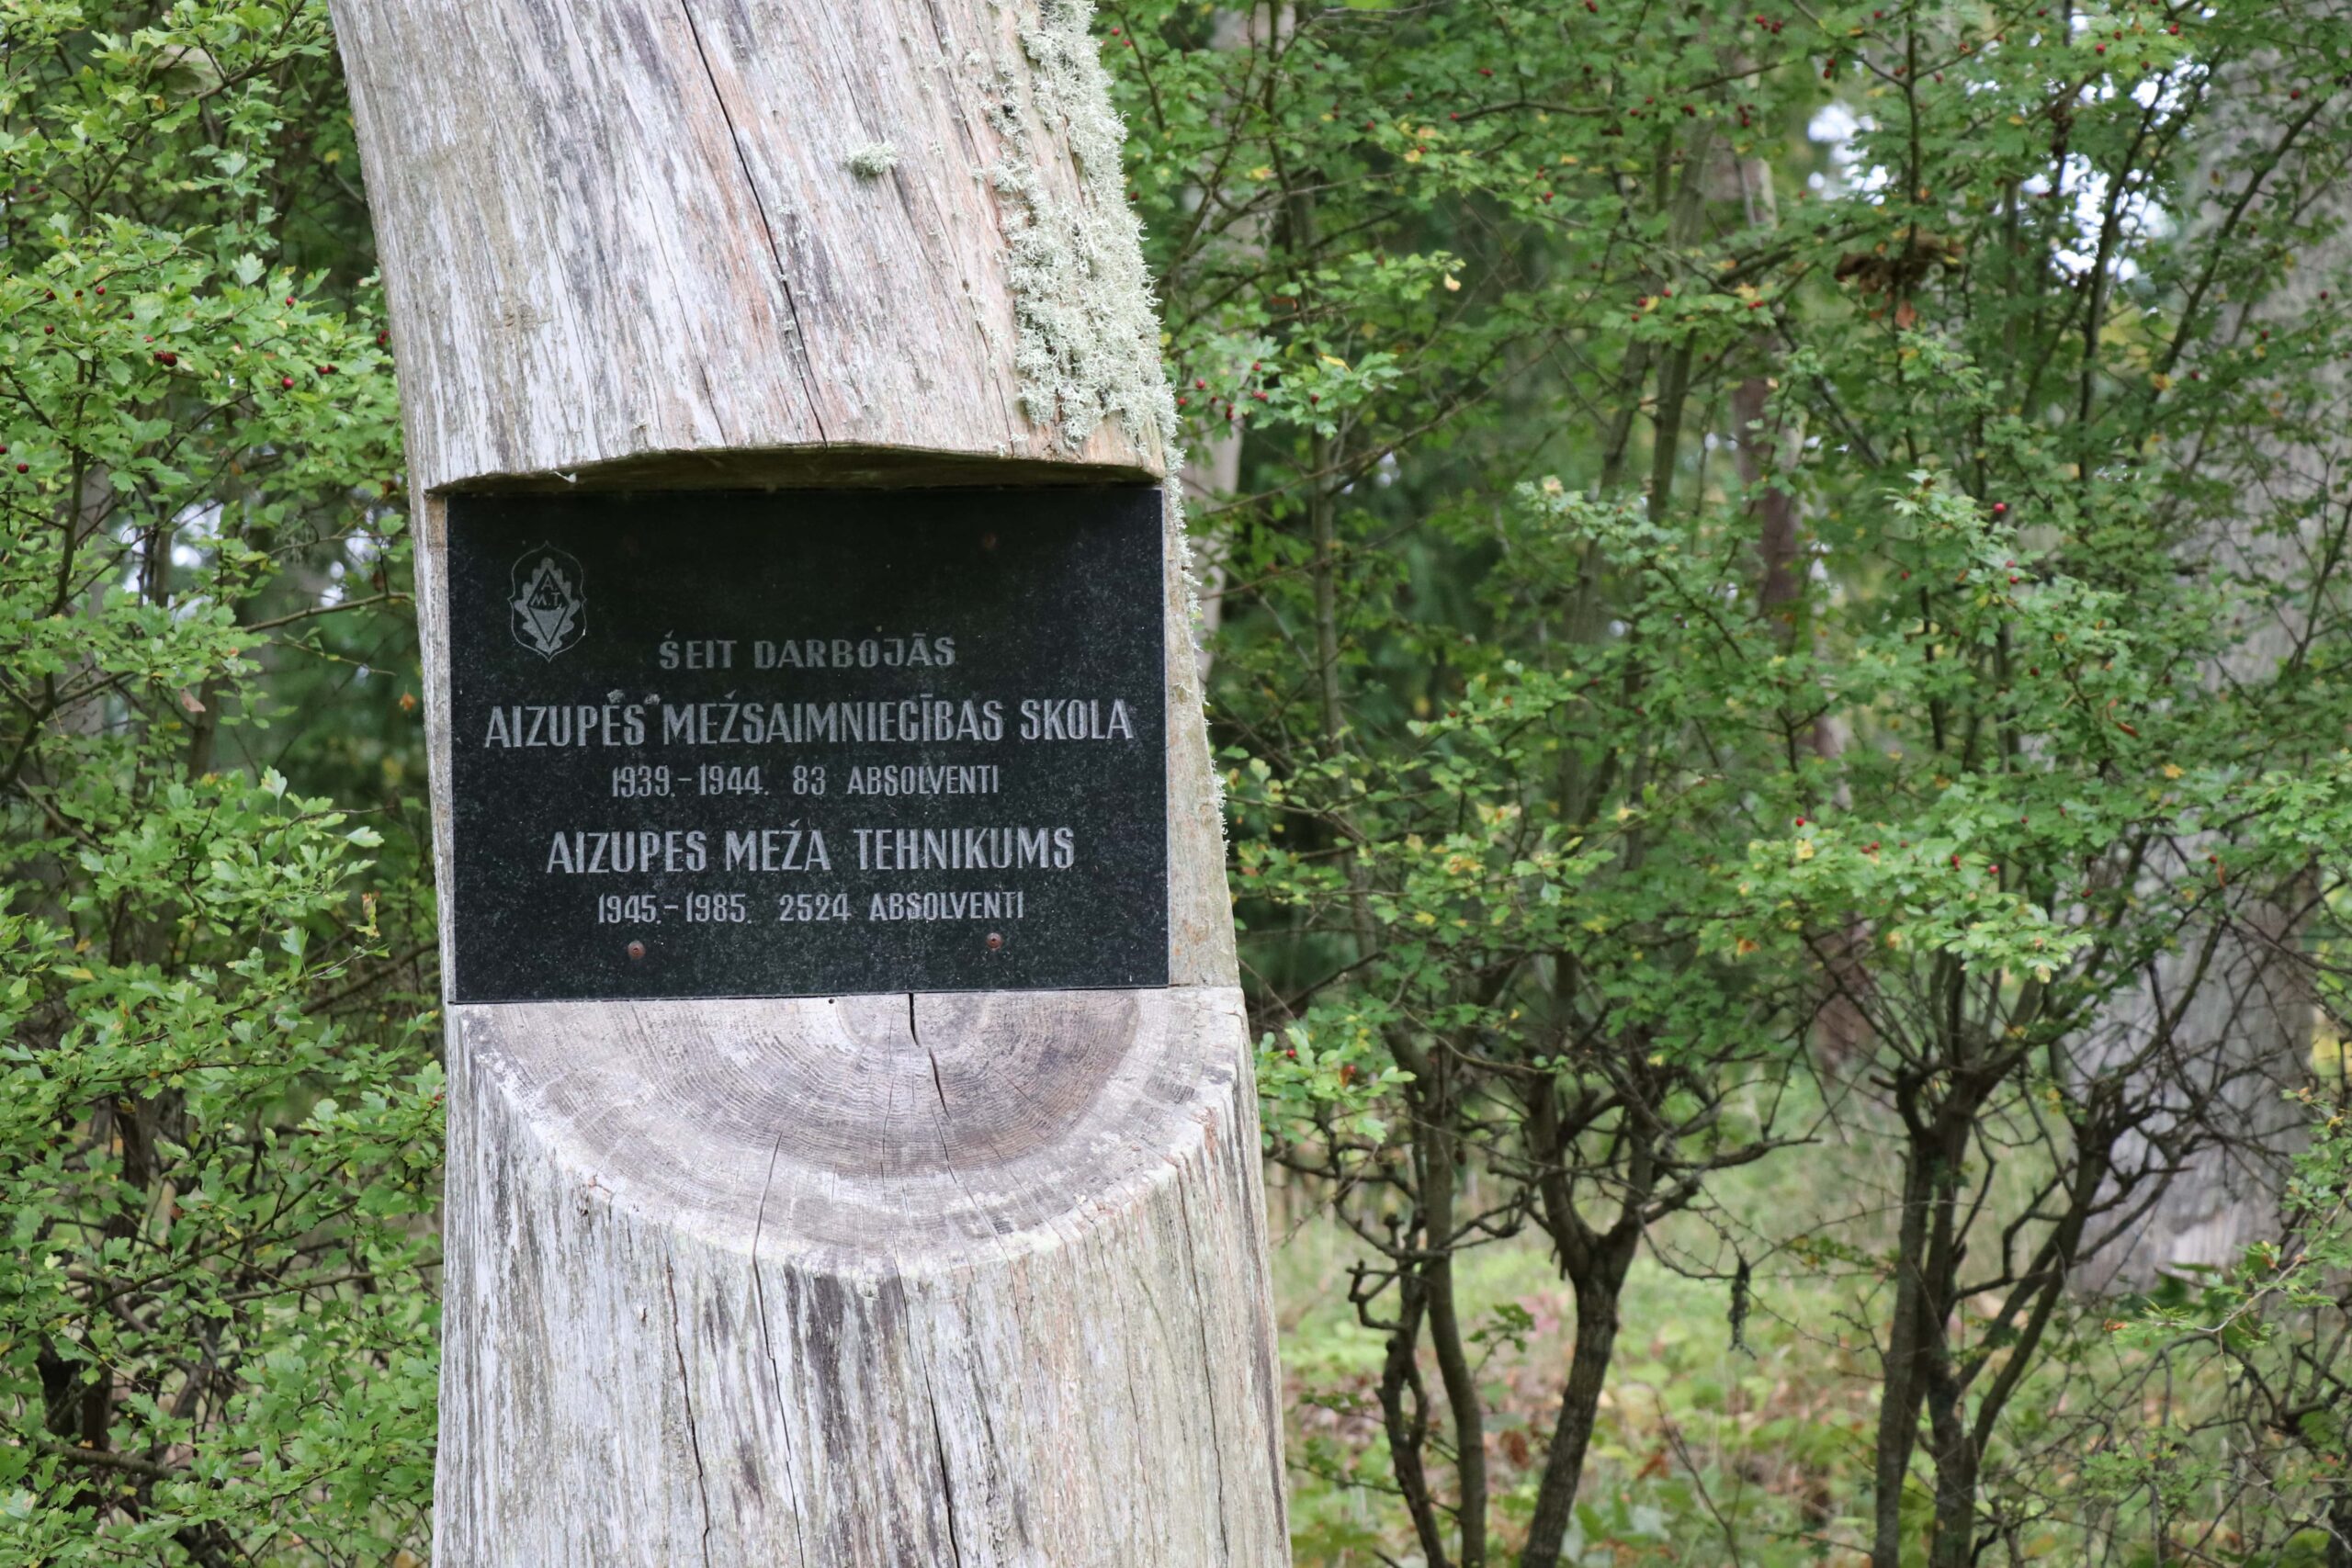 A
M.T.
ŠEIT DARBOJĀS
AIZUPES MEŽSAIMNIECĪBAS SKOLA
1939.-1944. 83 ABSOLVENTI
AIZUPES MEŽA TEHNIKUMS
1945.-1985. 2524 ABSOLVENTI